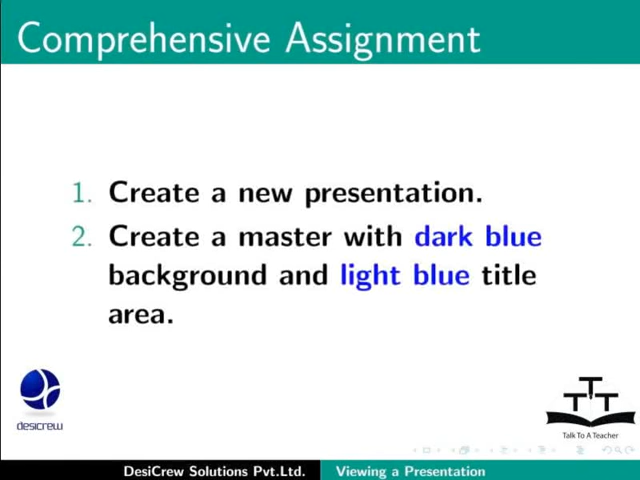 Comprehensive Assignment
1. Create a new presentation.
2. Create a master with dark blue
background and light blue title
area.
desicrew
TTT
Talk To A Teacher
DesiCrew Solutions Pvt.Ltd.
Viewing a Presentation